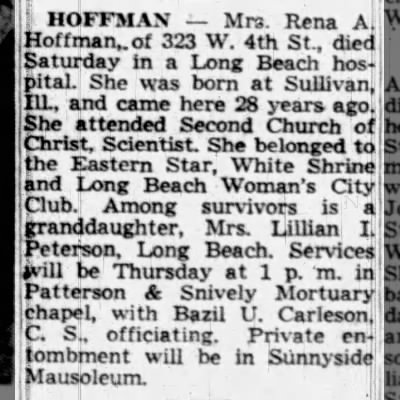 HOFFMAN — Mrs. Rena A.
Hoffman, of 323 W. 4th St., died
Saturday in a Long Beach hos-
pital. She was born at Sullivan,
Ill., and came here 28 years ago.
She attended Second Church of
Christ, Scientist. She belonged to
the Eastern Star, White Shrine
and Long Beach Woman's City
Club. Among survivors is a
granddaughter, Mrs. Lillian I.
Peterson, Long Beach. Services
will be Thursday at 1 p. m. in
Patterson & Snively Mortuary
chapel, with Bazil U. Carleson,
C. S., officiating. Private en-
tombment will be in Sunnyside
Mausoleum.